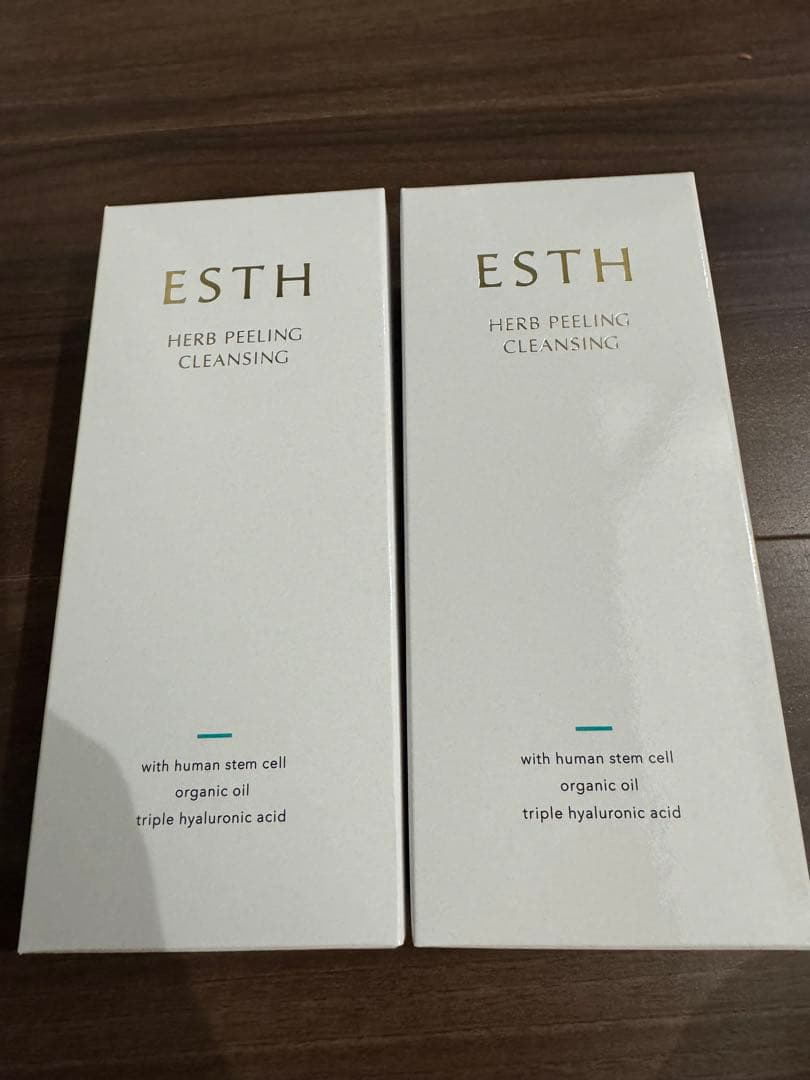 ESTH
HERB PEELING
CLEANSING
with human stem cell
organic oil
triple hyaluronic acid
ESTH
HERB PEELING
CLEANSING
with human stem cell
organic oil
triple hyaluronic acid